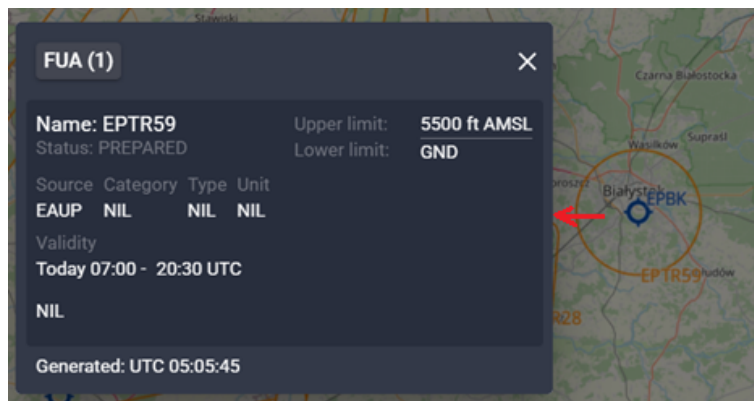 Stawiski
FUA (1)
Name: EPTR59
Status: PREPARED
Upper limit: 5500 ft AMSL
Lower limit: GND
Source Category Type Unit
EAUP NIL NIL NIL
Validity
Today 07:00 - 20:30 UTC
NIL
Generated: UTC 05:05:45
Czarna Białostocka
Wasilków
Supraśl
Białystok
EPBK
EPTR59
R28